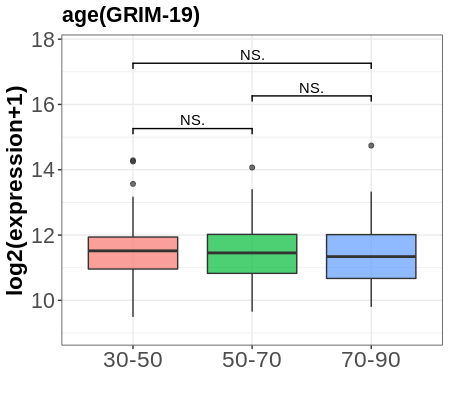 age(GRIM-19)
log2(expression+1)
18
16
14
12
10
NS.
NS.
NS.
30-50
50-70
70-90